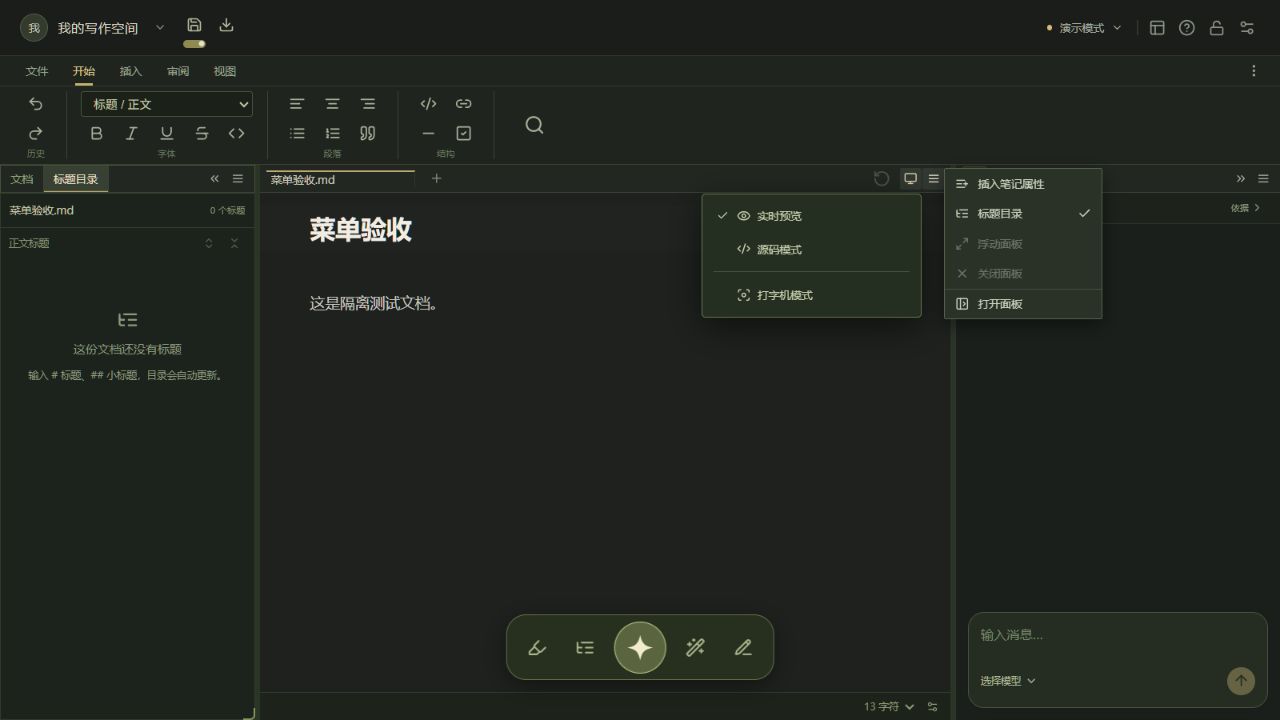 我 我的写作空间
演示模式
文件 开始 插入 审阅 视图
标题 / 正文
历史 字体 段落 结构
文档 标题目录
菜单验收.md 0 个标题
正文标题
这份文档还没有标题
输入 # 标题、## 小标题，目录会自动更新。
菜单验收.md
菜单验收
这是隔离测试文档。
实时预览
源码模式
打字机模式
插入笔记属性
标题目录
浮动面板
关闭面板
打开面板
依据
输入消息...
选择模型
13 字符